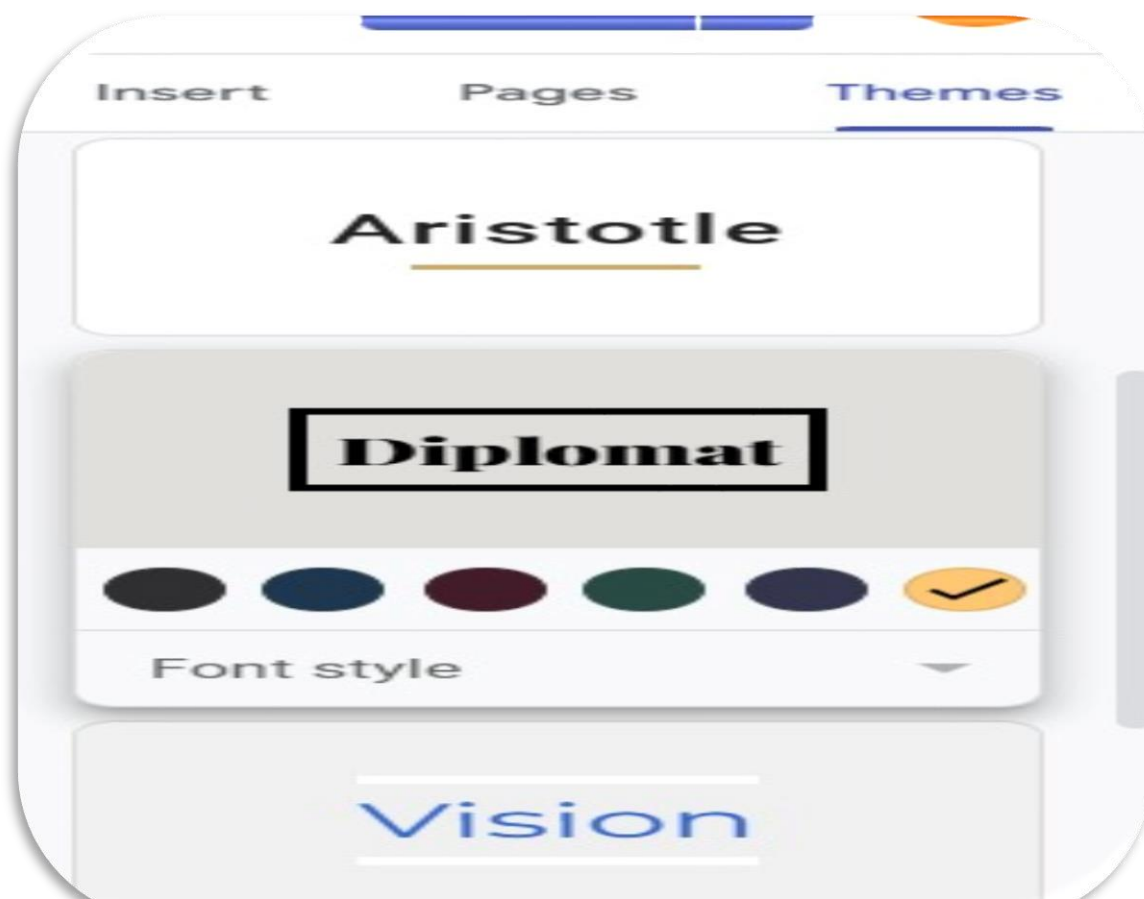 Insert Pages Themes
Aristotle
Diplomat
Font style
Vision